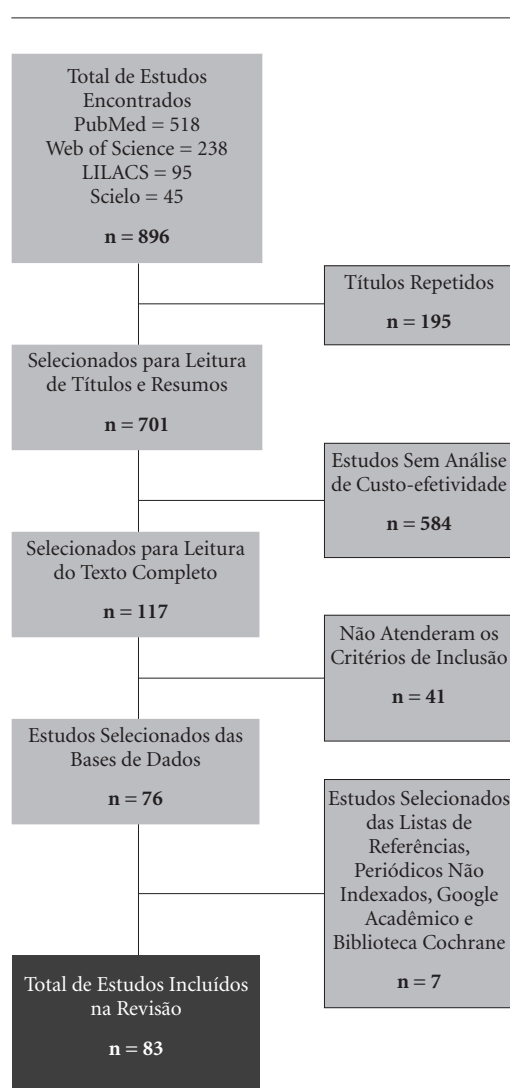 Total de Estudos
Encontrados
PubMed = 518
Web of Science = 238
LILACS = 95
Scielo = 45
n = 896
Títulos Repetidos
n = 195
Selecionados para Leitura
de Títulos e Resumos
n = 701
Estudos Sem Análise
de Custo-efetividade
n = 584
Selecionados para Leitura
do Texto Completo
n = 117
Não Atenderam os
Critérios de Inclusão
n = 41
Estudos Selecionados das
Bases de Dados
n = 76
Estudos Selecionados
das Listas de
Referências,
Periódicos Não
Indexados, Google
Acadêmico e
Biblioteca Cochrane
n = 7
Total de Estudos Incluídos
na Revisão
n = 83